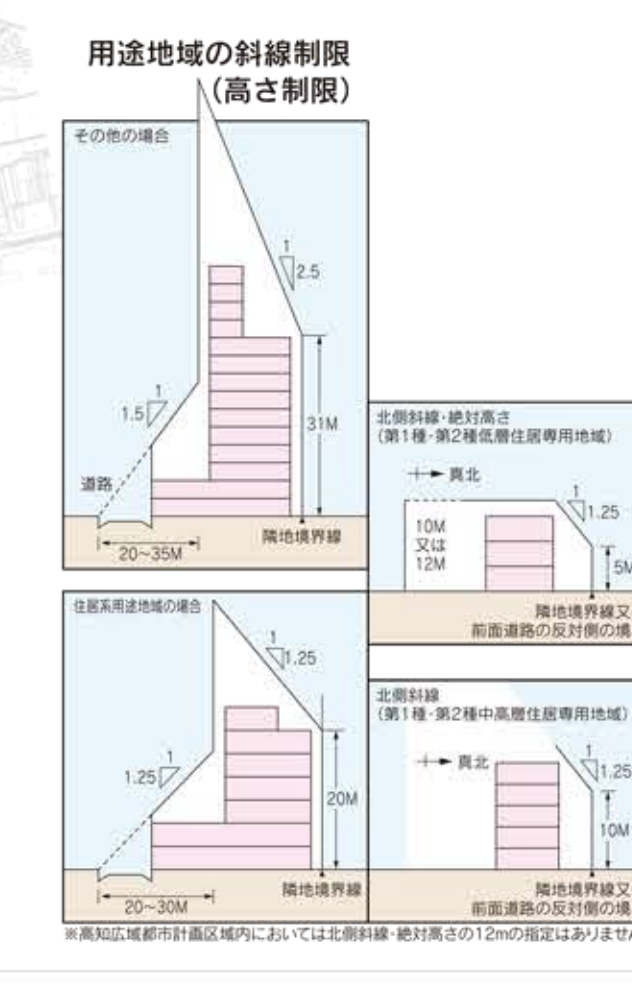 用途地域の斜線制限
(高さ制限)
その他の場合
1
2.5
1
1.5
31M
道路
20~35M
隣地境界線
北側斜線・絶対高さ
(第1種・第2種低層住居専用地域)
真北
1
1.25
10M
又は
12M
5M
隣地境界線又
前面道路の反対側の境
住居系用途地域の場合
1
1.25
1
1.25
20M
20~30M
隣地境界線
北側斜線
(第1種・第2種中高層住居専用地域)
真北
1
1.25
10M
隣地境界線又
前面道路の反対側の境
※高知広域都市計画区域内においては北側斜線・絶対高さの12mの指定はありません